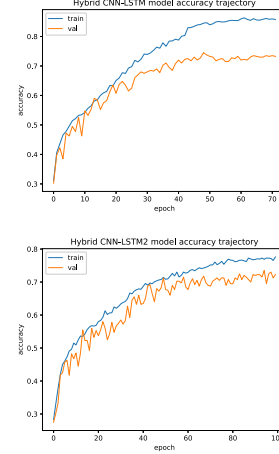 Hybrid CNN-LSTM model accuracy trajectory
train
val
0.8
0.7
0.6
0.5
0.4
0.3
accuracy
0 10 20 30 40 50 60 70
epoch
Hybrid CNN-LSTM2 model accuracy trajectory
train
val
0.8
0.7
0.6
0.5
0.4
0.3
accuracy
0 20 40 60 80
epoch